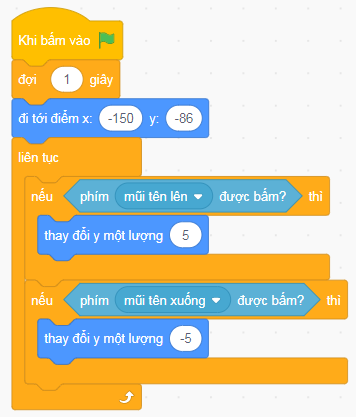 Khi bấm vào
đợi 1 giây
đi tới điểm x: -150 y: -86
liên tục
nếu phím mũi tên lên được bấm? thì
thay đổi y một lượng 5
nếu phím mũi tên xuống được bấm? thì
thay đổi y một lượng -5